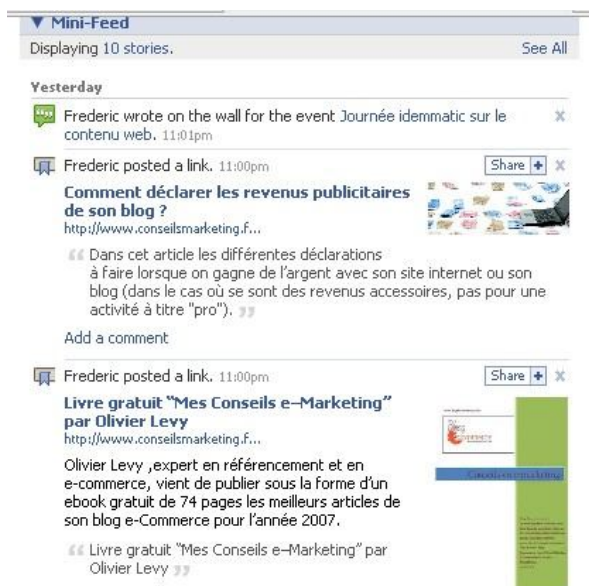 ▼ Mini-Feed
Displaying 10 stories. See All
Yesterday
Frederic wrote on the wall for the event Journée idemmatic sur le
contenu web. 11:01pm
Frederic posted a link. 11:00pm Share +
Comment déclarer les revenus publicitaires
de son blog ?
http://www.conseilsmarketing.f...
Dans cet article les différentes déclarations
à faire lorsque on gagne de l'argent avec son site internet ou son
blog (dans le cas où se sont des revenus accessoires, pas pour une
activité à titre "pro").
Add a comment
Frederic posted a link. 11:00pm Share +
Livre gratuit "Mes Conseils e-Marketing"
par Olivier Levy
http://www.conseilsmarketing.f...
Olivier Levy ,expert en référencement et en
e-commerce, vient de publier sous la forme d'un
ebook gratuit de 74 pages les meilleurs articles de
son blog e-Commerce pour l'année 2007.
Livre gratuit "Mes Conseils e-Marketing" par
Olivier Levy